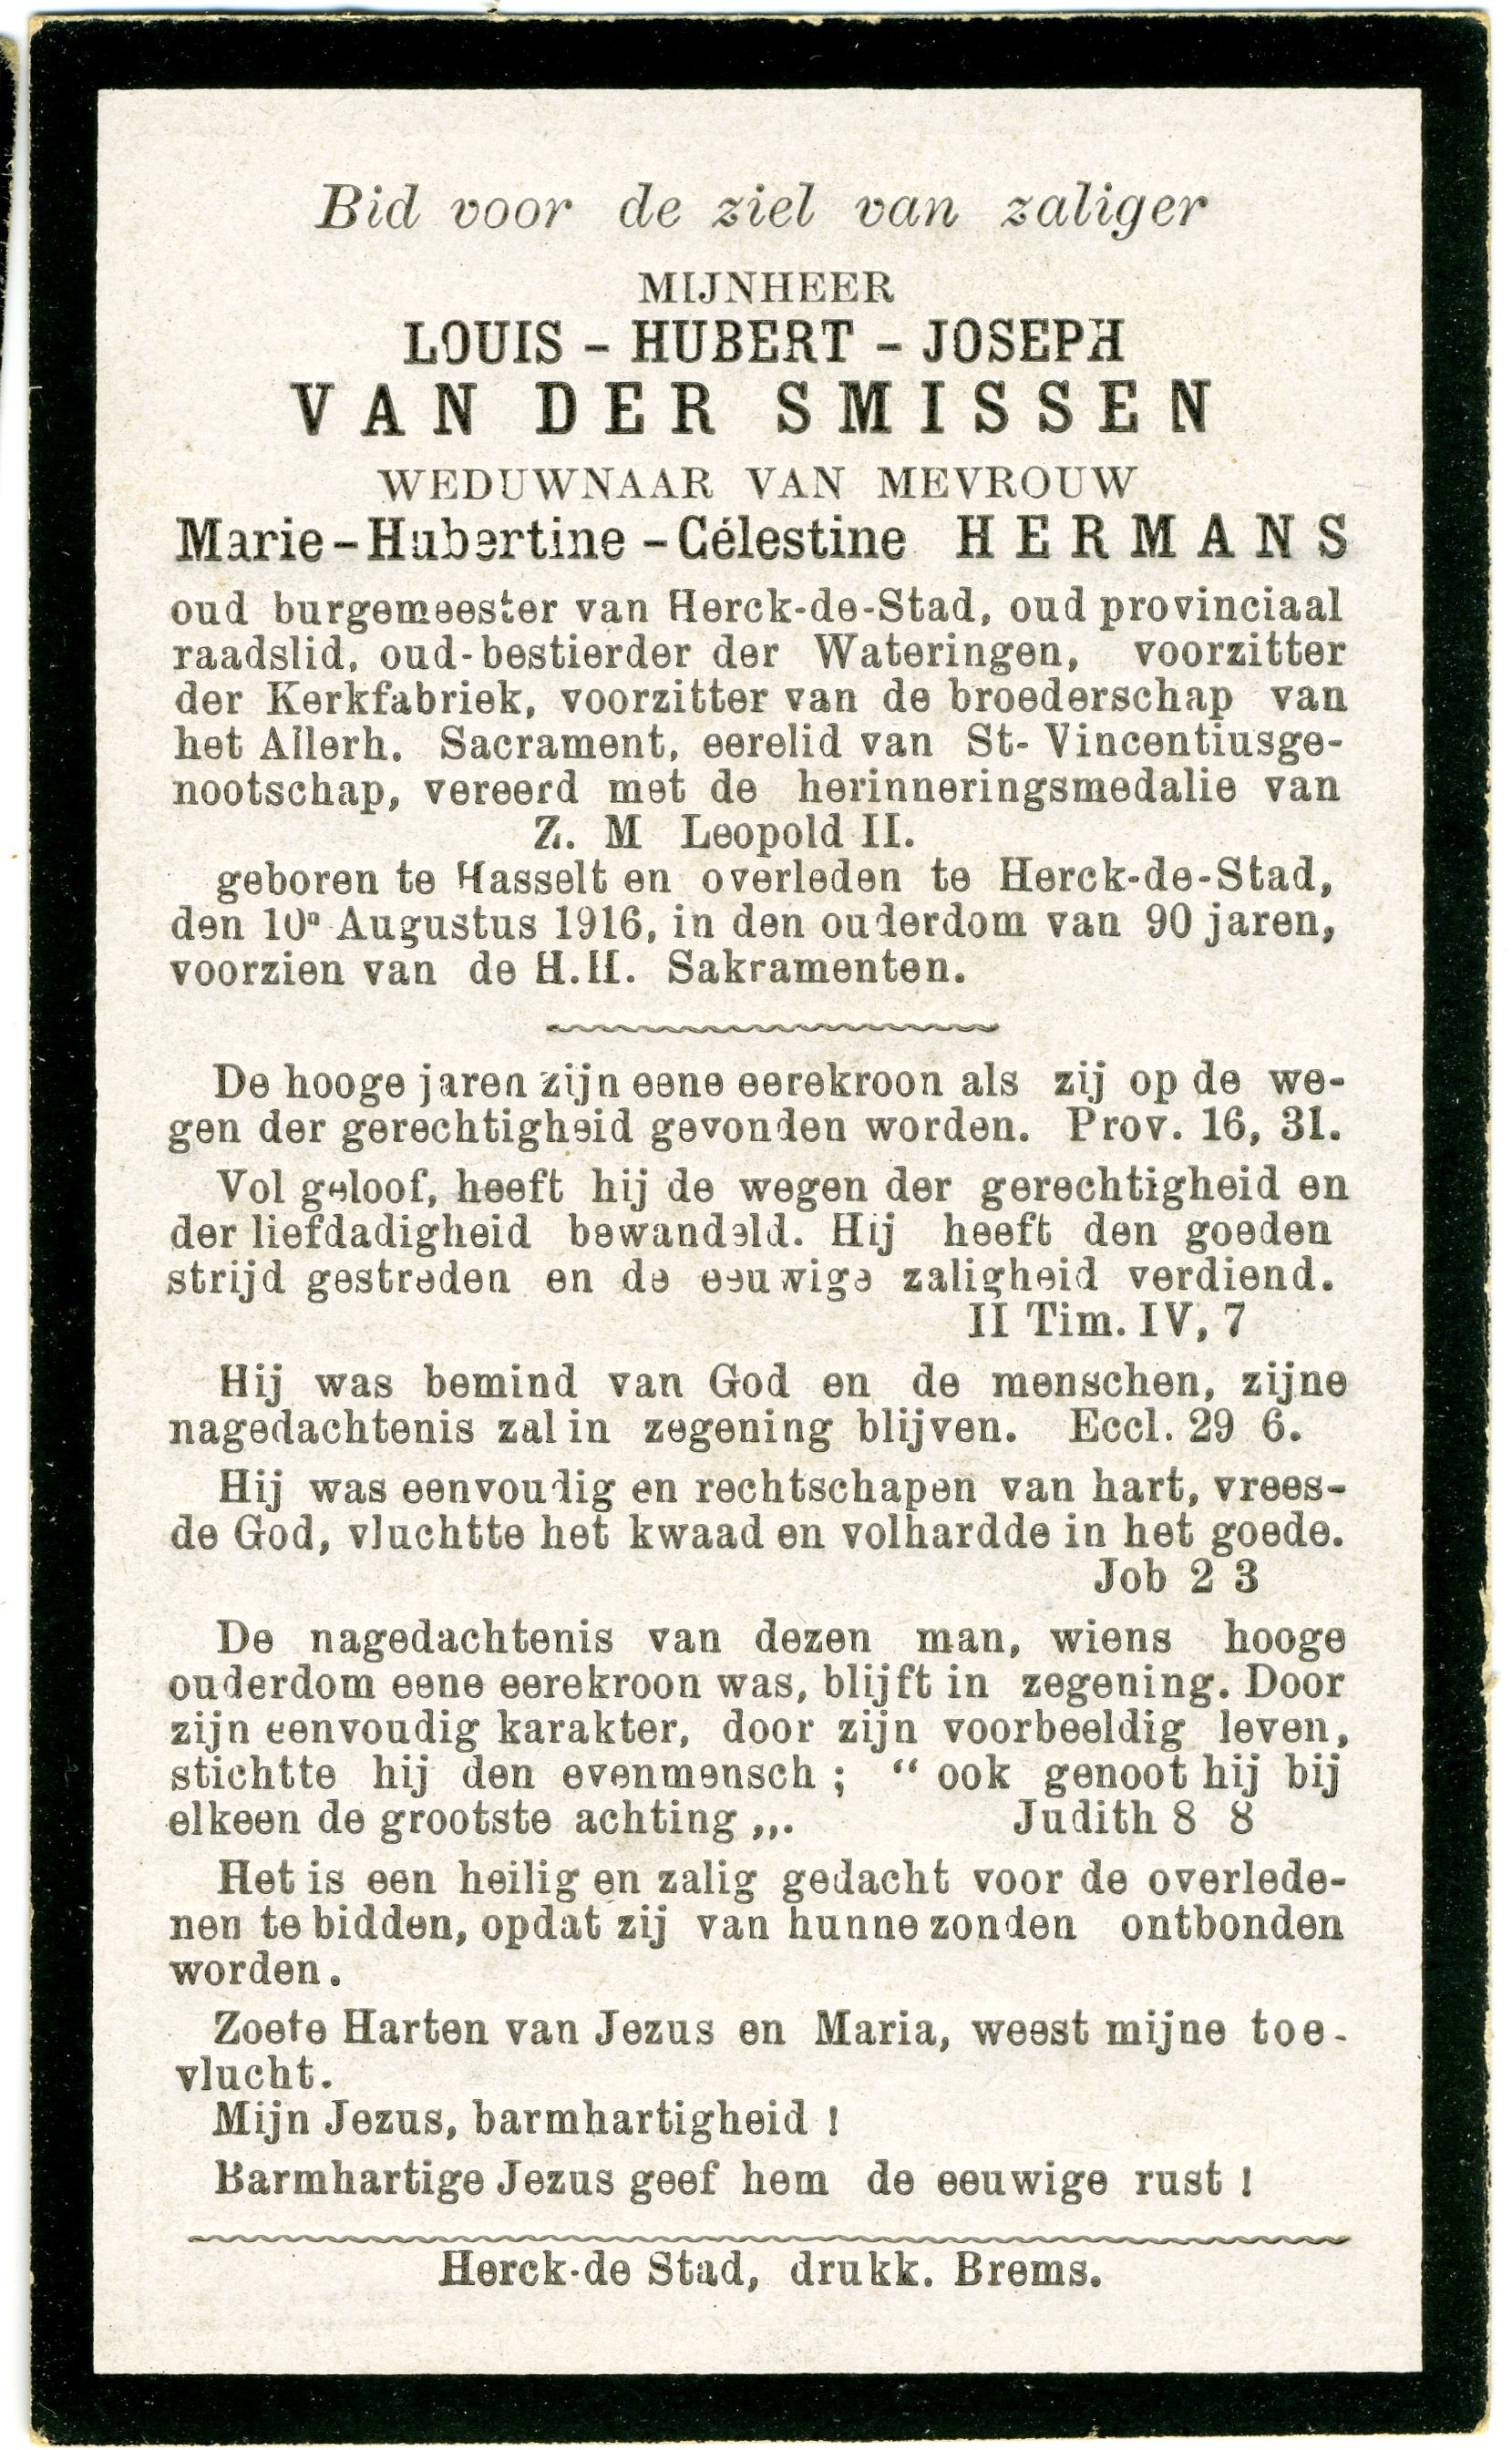 Bid voor de ziel van zaliger
MIJNHEER
LOUIS - HUBERT - JOSEPH
VAN DER SMISSEN
WEDUWNAAR VAN MEVROUW
Marie-Hubertine-Célestine HERMANS
oud burgemeester van Herck-de-Stad, oud provinciaal
raadslid, oud-bestierder der Wateringen, voorzitter
der Kerkfabriek, voorzitter van de broederschap van
het Allerh. Sacrament, eerelid van St-Vincentiusge-
nootschap, vereerd met de herinneringsmedalie van
Z. M Leopold II.
geboren te Hasselt en overleden te Herck-de-Stad,
den 10ⁿ Augustus 1916, in den ouderdom van 90 jaren,
voorzien van de H.H. Sakramenten.
De hooge jaren zijn eene eerekroon als zij op de we-
gen der gerechtigheid gevonden worden. Prov. 16, 31.
Vol geloof, heeft hij de wegen der gerechtigheid en
der liefdadigheid bewandeld. Hij heeft den goeden
strijd gestreden en de eeuwige zaligheid verdiend.
II Tim. IV, 7
Hij was bemind van God en de menschen, zijne
nagedachtenis zal in zegening blijven. Eccl. 29 6.
Hij was eenvoudig en rechtschapen van hart, vrees-
de God, vluchtte het kwaad en volhardde in het goede.
Job 2 3
De nagedachtenis van dezen man, wiens hooge
ouderdom eene eerekroon was, blijft in zegening. Door
zijn eenvoudig karakter, door zijn voorbeeldig leven,
stichtte hij den evenmensch ; “ ook genoot hij bij
elkeen de grootste achting „. Judith 8 8
Het is een heilig en zalig gedacht voor de overlede-
nen te bidden, opdat zij van hunne zonden ontbonden
worden.
Zoete Harten van Jezus en Maria, weest mijne toe-
vlucht.
Mijn Jezus, barmhartigheid !
Barmhartige Jezus geef hem de eeuwige rust !
Herck-de Stad, drukk. Brems.